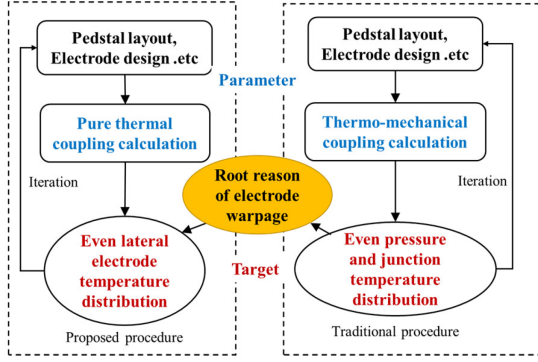 Pedstal layout,
Electrode design .etc
Parameter
Pure thermal
coupling calculation
Iteration
Even lateral
electrode
temperature
distribution
Proposed procedure
Root reason
of electrode
warpage
Target
Pedstal layout,
Electrode design .etc
Thermo-mechanical
coupling calculation
Iteration
Even pressure
and junction
temperature
distribution
Traditional procedure